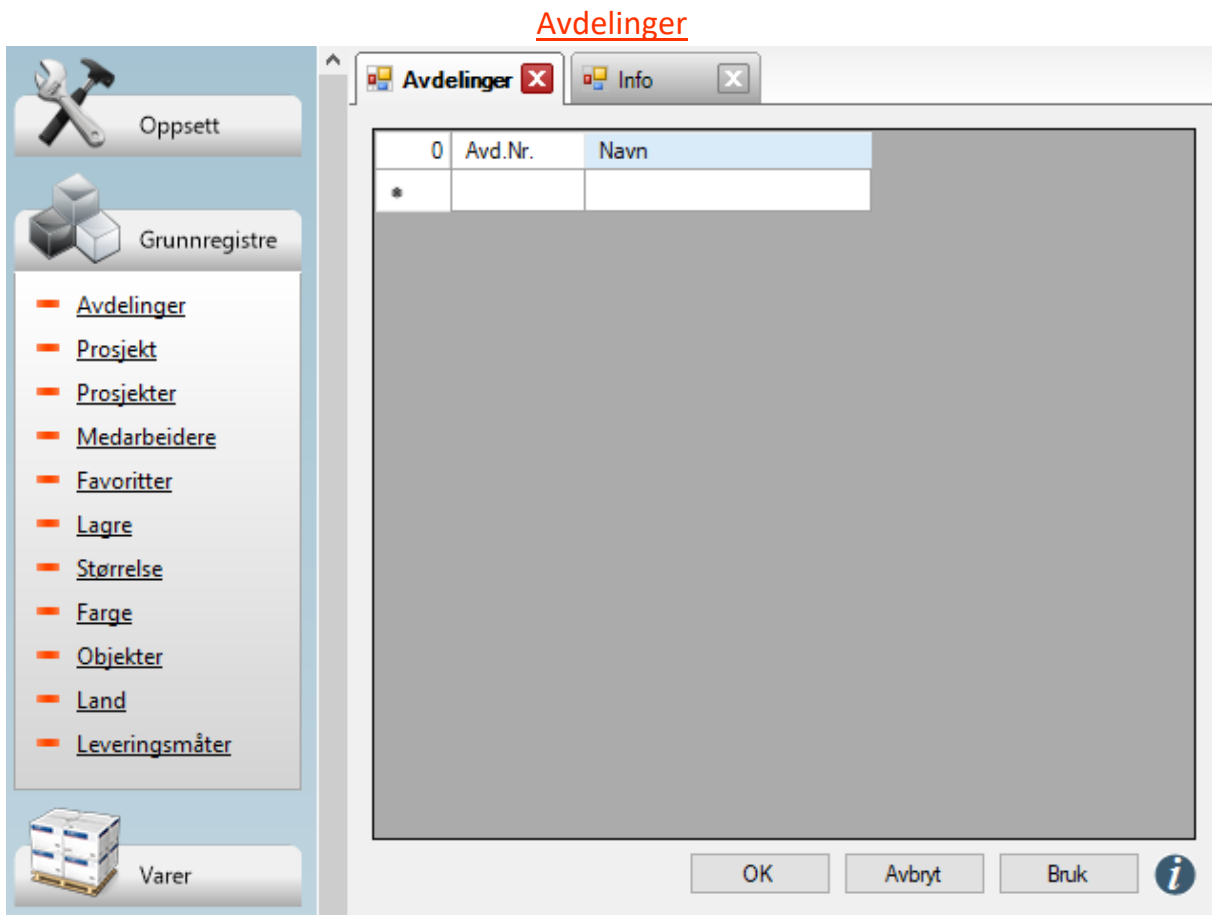 Avdelinger
Oppsett
Grunnregistre
Avdelinger
Prosjekt
Prosjekter
Medarbeidere
Favoritter
Lagre
Størrelse
Farge
Objekter
Land
Leveringsmåter
Varer
Avdelinger Info
0 Avd.Nr. Navn
*
OK Avbryt Bruk